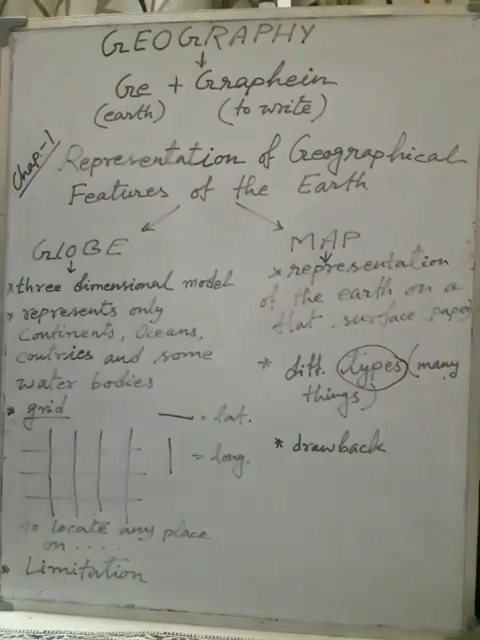 GEOGRAPHY
Ge + Graphein
(earth) (to write)
Chap-1
Representation of Geographical
Features of the Earth
GlOBE
* three dimensional model
* represents only
Continents, Oceans,
coutries and some
water bodies
* grid
— = lat.
| = long.
to locate any place
on ....
* Limitation
MAP
* representation
of the earth on a
flat surface paper
* diff. types (many
things)
* drawback